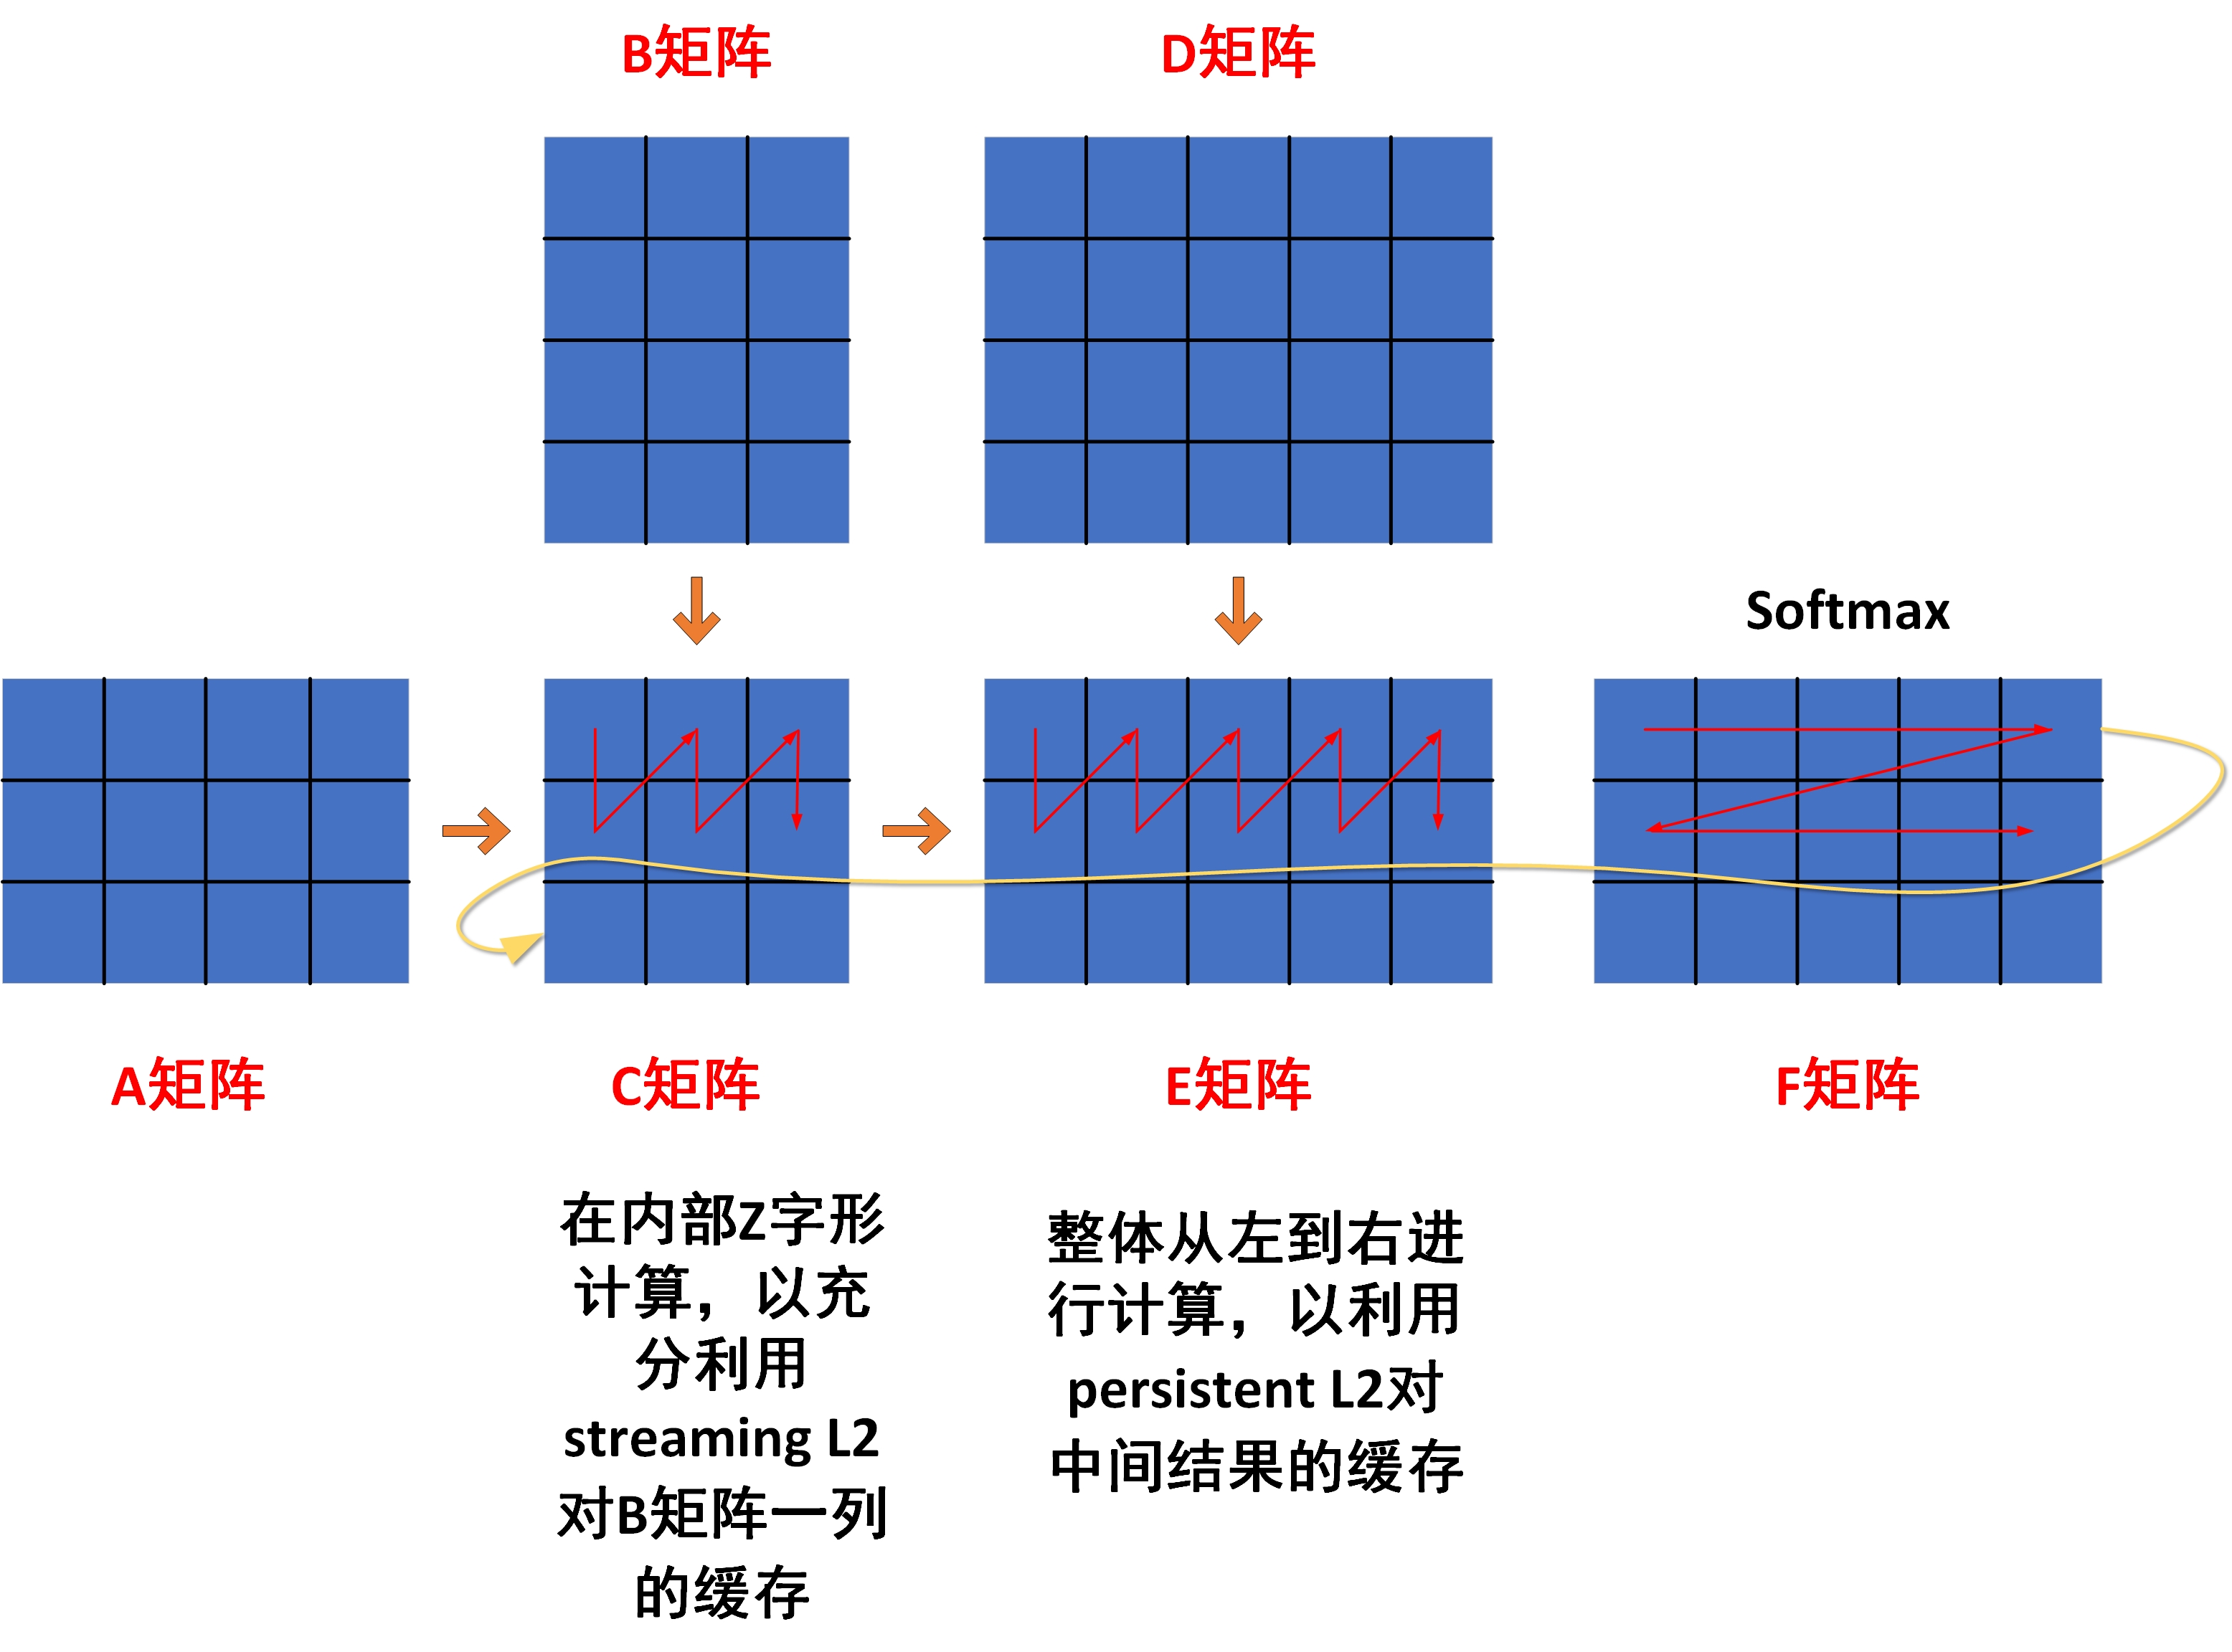 B矩阵
D矩阵
Softmax
A矩阵
C矩阵
E矩阵
F矩阵
在内部Z字形
计算，以充
分利用
streaming L2
对B矩阵一列
的缓存
整体从左到右进
行计算，以利用
persistent L2对
中间结果的缓存